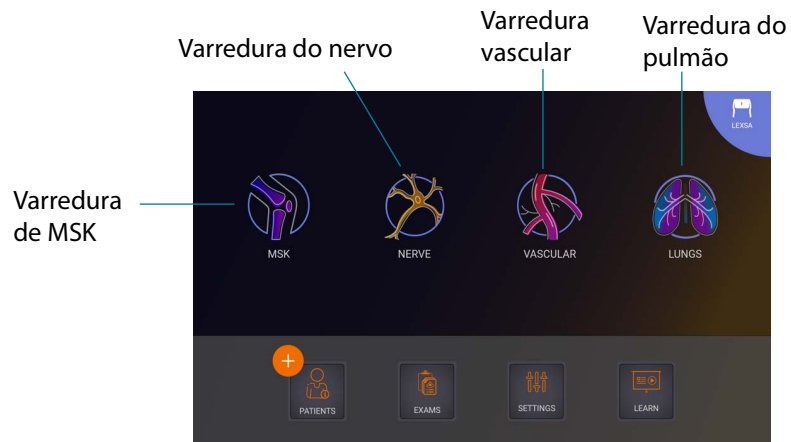 Varredura do nervo
Varredura
vascular
Varredura do
pulmão
Varredura
de MSK
LEXSA
MSK
NERVE
VASCULAR
LUNGS
+
PATIENTS
EXAMS
SETTINGS
LEARN